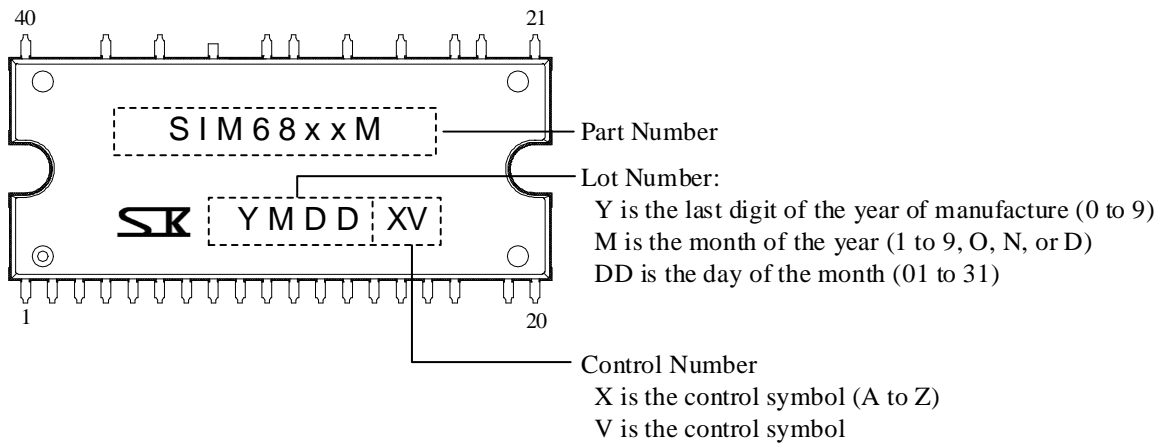 40 21
SIM68xxM
Part Number
Lot Number:
Y is the last digit of the year of manufacture (0 to 9)
M is the month of the year (1 to 9, O, N, or D)
DD is the day of the month (01 to 31)
SK YMDD XV
1 20
Control Number
X is the control symbol (A to Z)
V is the control symbol